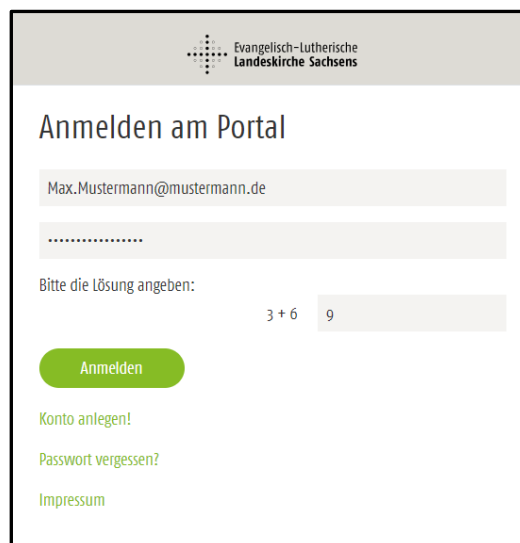 Evangelisch-Lutherische
Landeskirche Sachsens
Anmelden am Portal
Max.Mustermann@mustermann.de
•••••••••••••••••
Bitte die Lösung angeben:
3 + 6 9
Anmelden
Konto anlegen!
Passwort vergessen?
Impressum